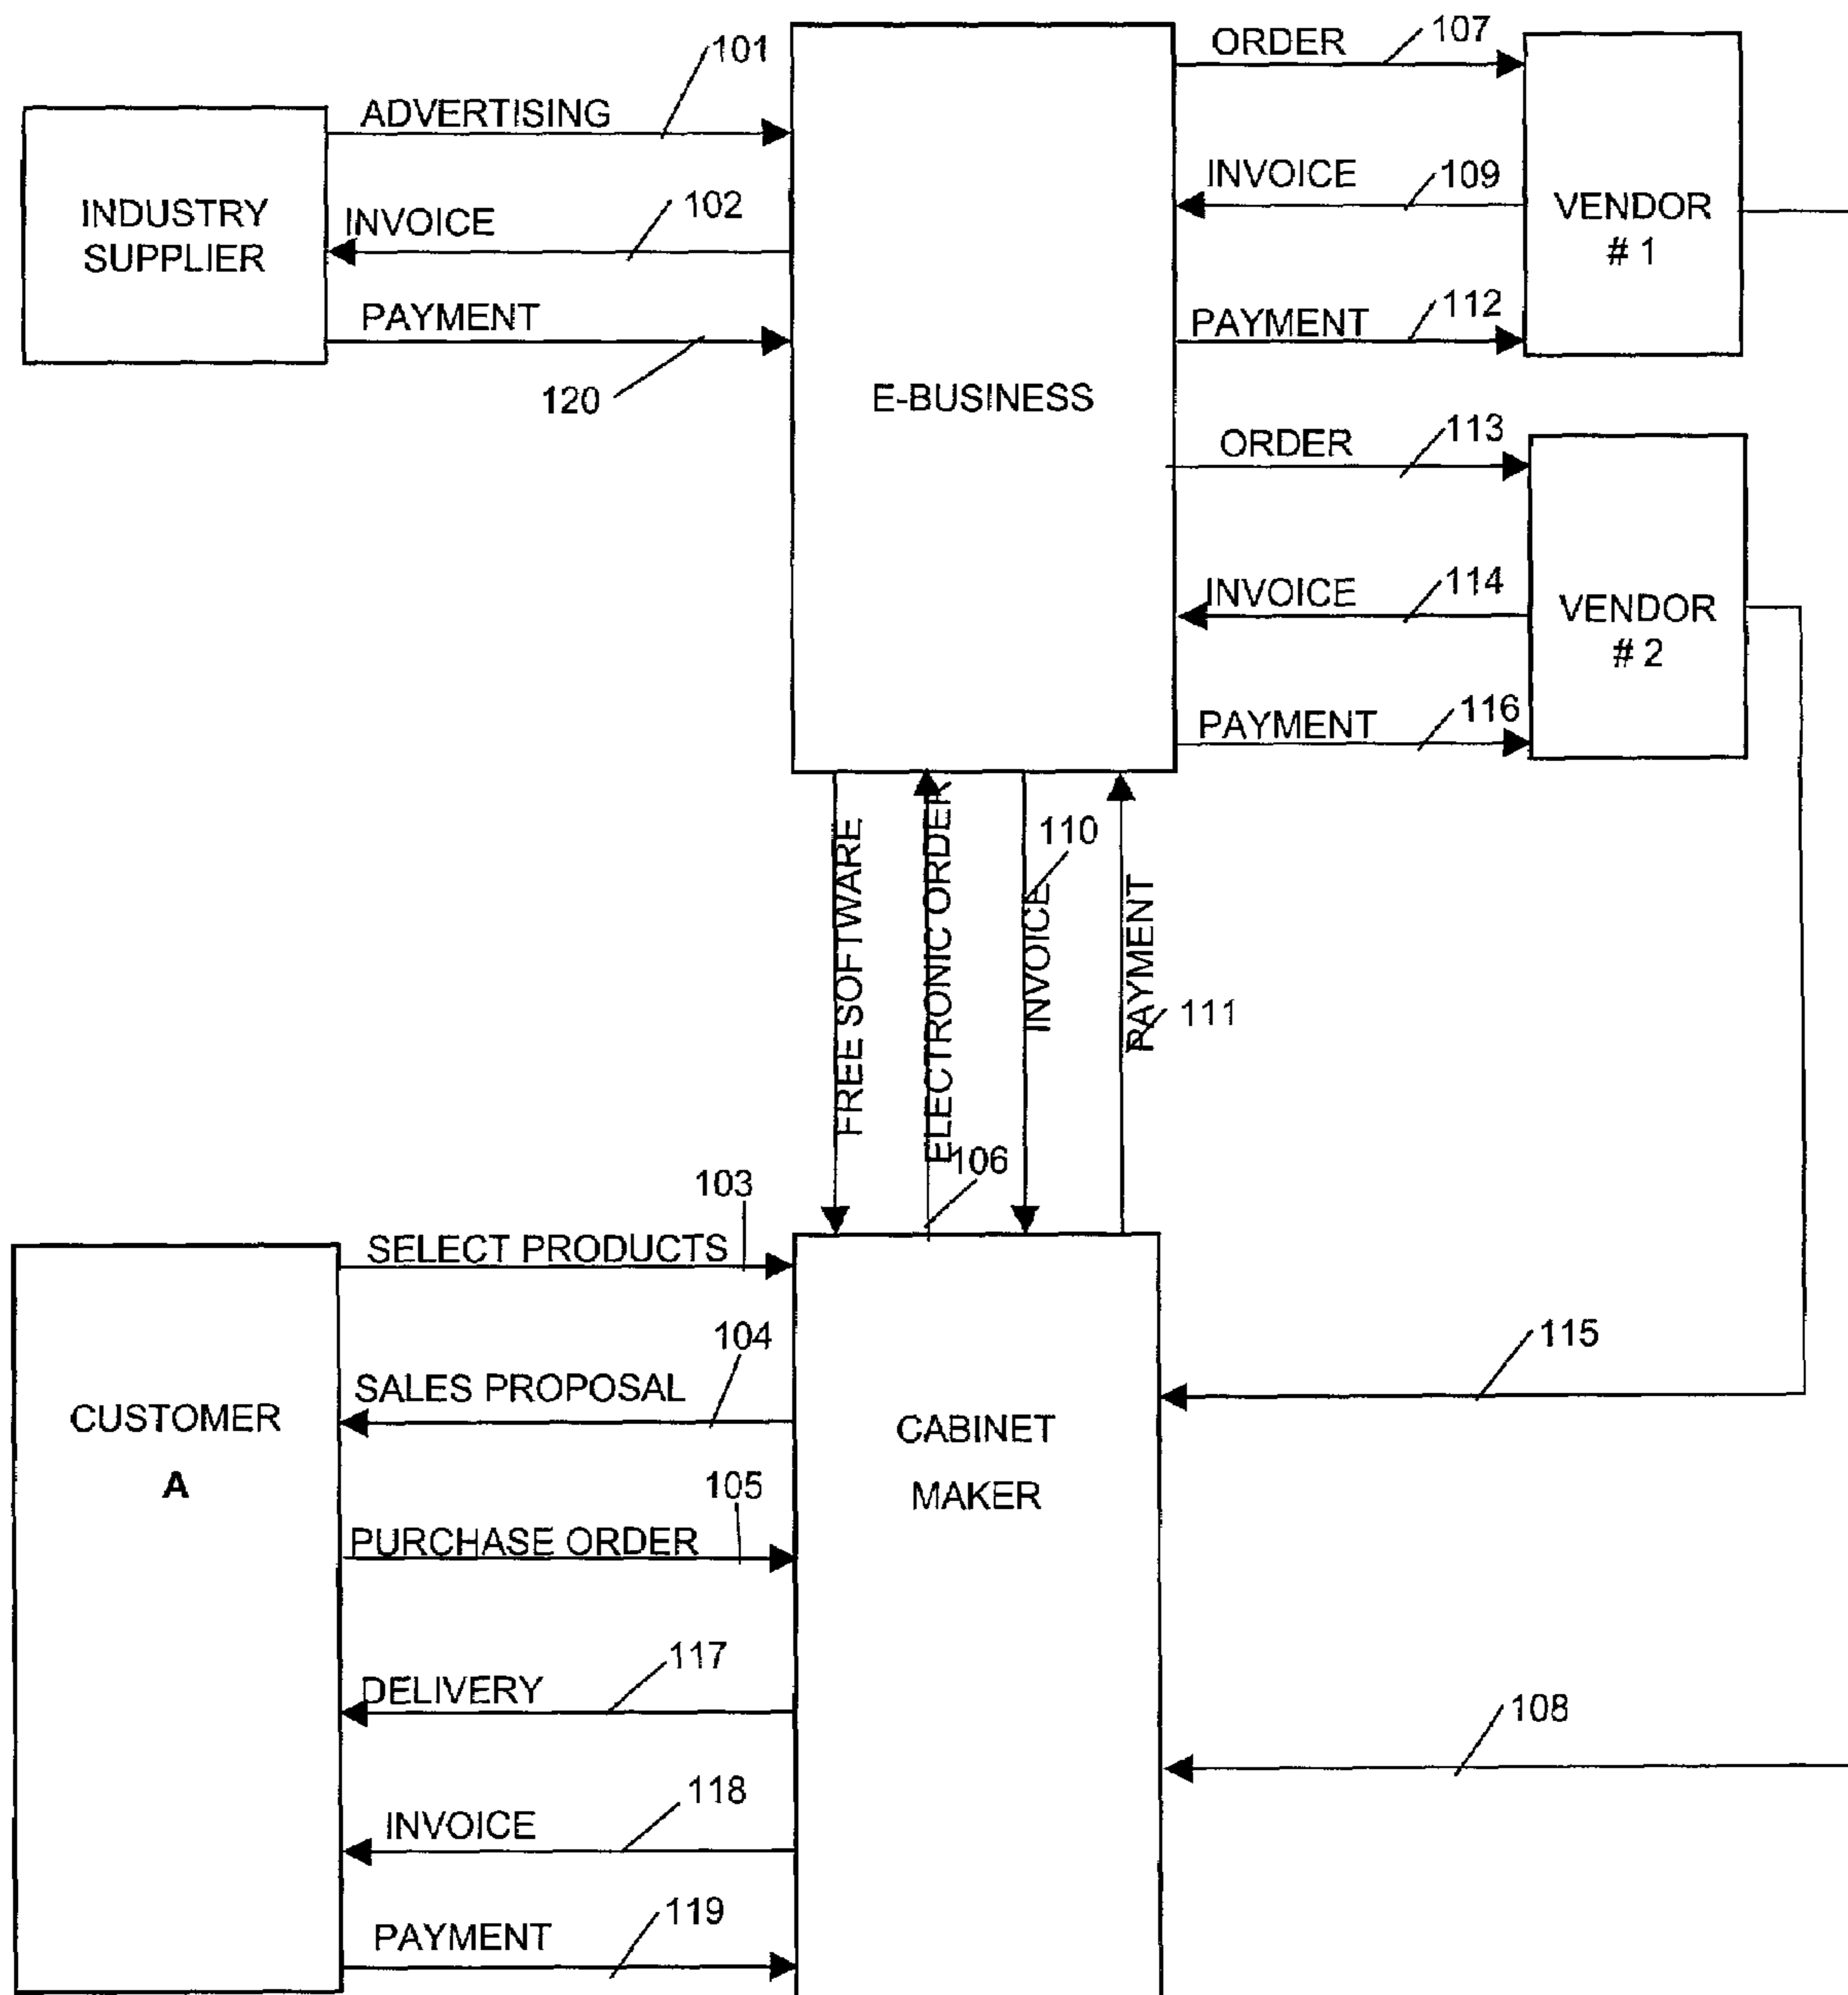 101
ADVERTISING
INDUSTRY
SUPPLIER
INVOICE
102
PAYMENT
120
E-BUSINESS
ORDER
107
INVOICE
109
VENDOR
# 1
PAYMENT
112
ORDER
113
INVOICE
114
VENDOR
# 2
PAYMENT
116
FREE SOFTWARE
ELECTRONIC ORDER
106
INVOICE
110
PAYMENT
111
103
SELECT PRODUCTS
104
SALES PROPOSAL
CUSTOMER
A
105
PURCHASE ORDER
117
DELIVERY
118
INVOICE
119
PAYMENT
CABINET
MAKER
115
108